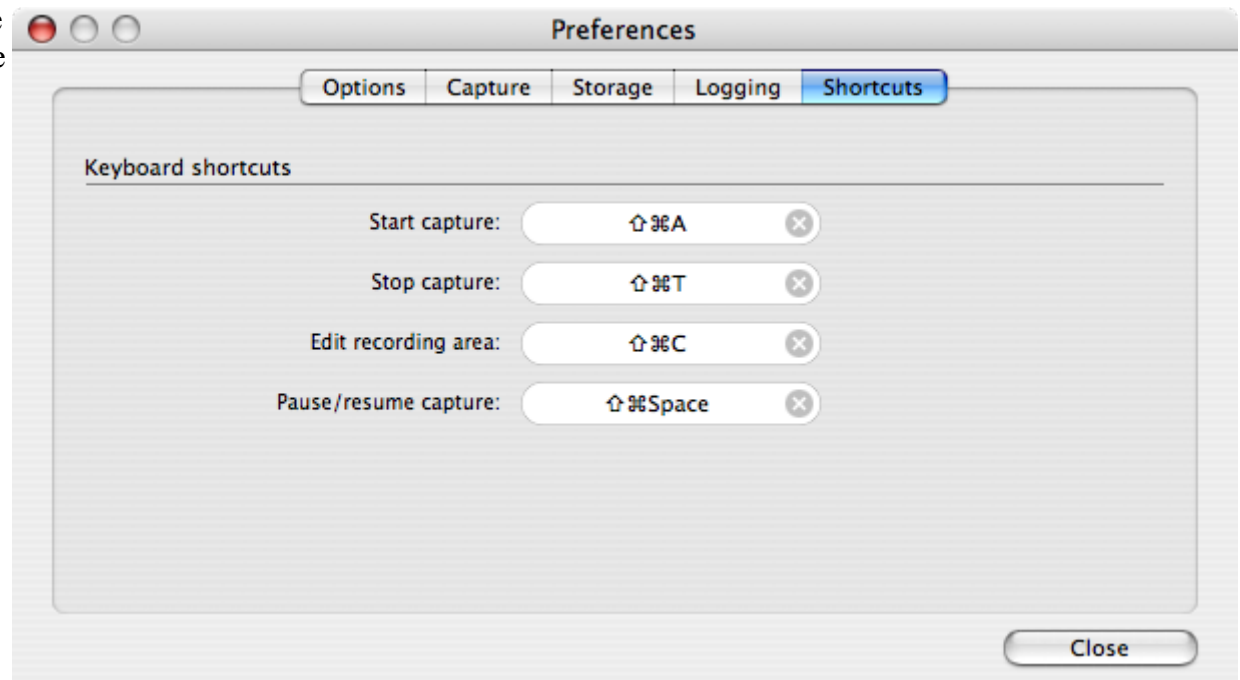 e
Preferences
e
Options Capture Storage Logging Shortcuts
Keyboard shortcuts
Start capture: ⇧⌘A
Stop capture: ⇧⌘T
Edit recording area: ⇧⌘C
Pause/resume capture: ⇧⌘Space
Close